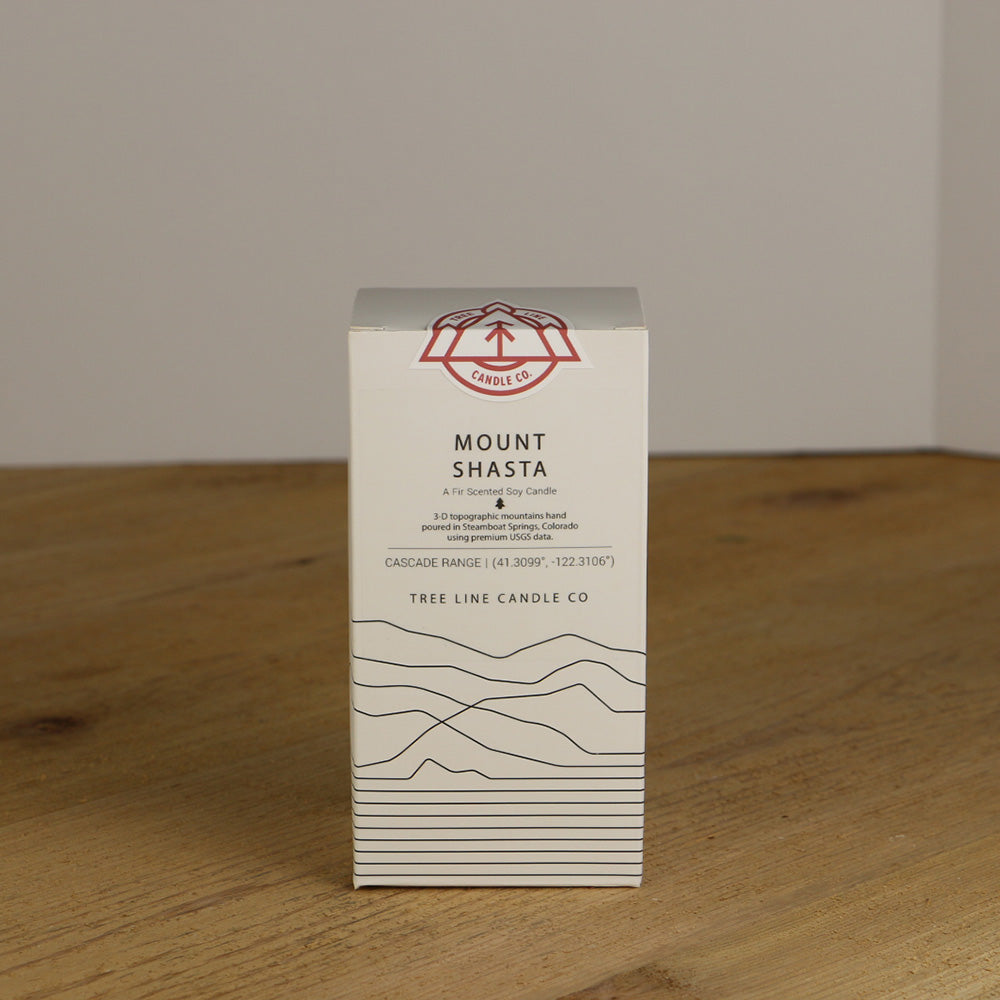 TREE LINE
CANDLE CO.
MOUNT
SHASTA
A Fir Scented Soy Candle
3-D topographic mountains hand
poured in Steamboat Springs, Colorado
using premium USGS data.
CASCADE RANGE | (41.3099°, -122.3106°)
TREE LINE CANDLE CO